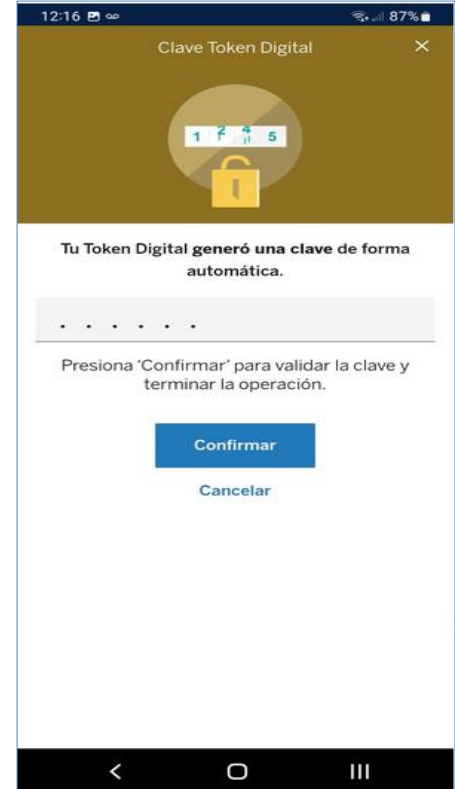 12:16 87%
Clave Token Digital ×
1 2 4 5
Tu Token Digital generó una clave de forma
automática.
. . . . . .
Presiona 'Confirmar' para validar la clave y
terminar la operación.
Confirmar
Cancelar